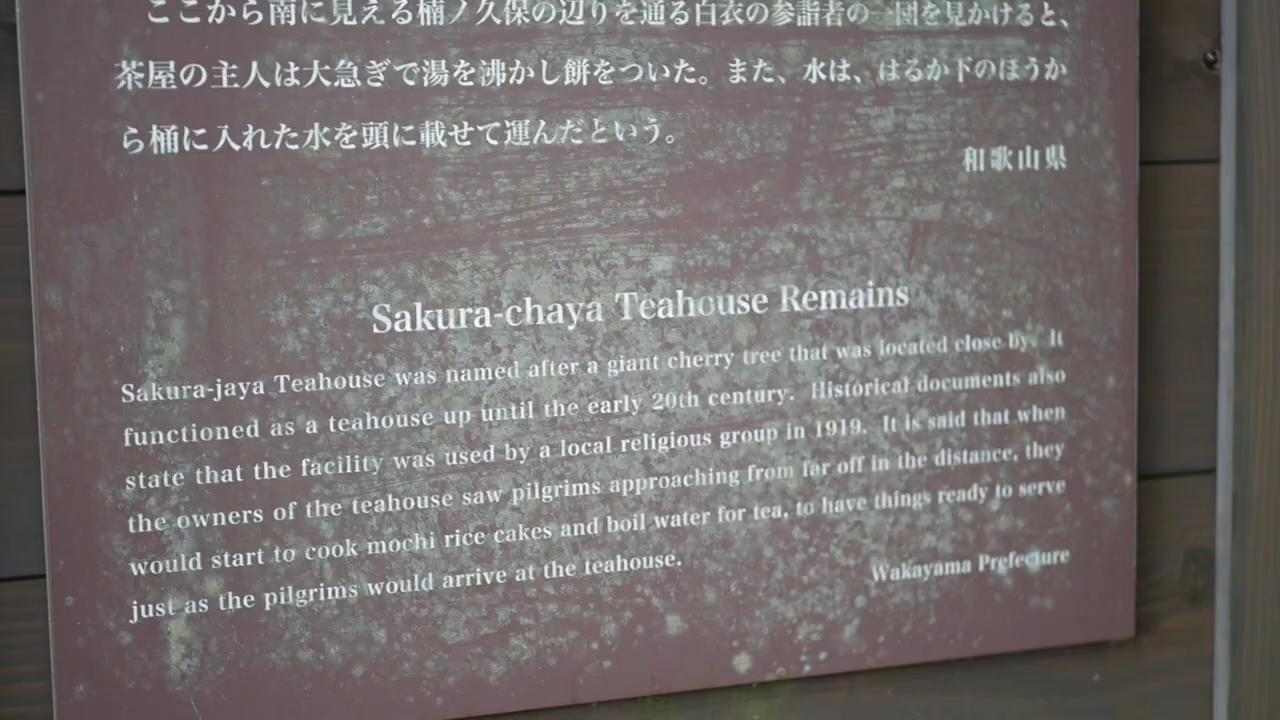 ここから南に見える楠ノ久保の辺りを通る白衣の参詣者の一団を見かけると、
茶屋の主人は大急ぎで湯を沸かし餅をついた。また、水は、はるか下のほうか
ら桶に入れた水を頭に載せて運んだという。
和歌山県
Sakura-chaya Teahouse Remains
Sakura-jaya Teahouse was named after a giant cherry tree that was located close by. It
functioned as a teahouse up until the early 20th century. Historical documents also
state that the facility was used by a local religious group in 1919. It is said that when
the owners of the teahouse saw pilgrims approaching from far off in the distance, they
would start to cook mochi rice cakes and boil water for tea, to have things ready to serve
just as the pilgrims would arrive at the teahouse.
Wakayama Prefecture